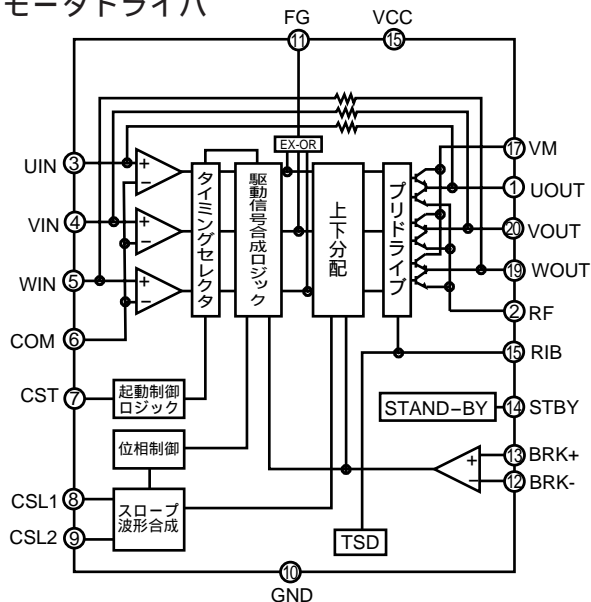 モータドライバ
FG
VCC
11
15
EX-OR
UIN
3
VIN
4
WIN
5
COM
6
CST
7
CSL1
8
CSL2
9
+
−
+
−
+
−
タイミングセレクタ
駆動信号合成ロジック
上下分配
プリドライブ
起動制御
ロジック
位相制御
スロープ
波形合成
17
VM
1
UOUT
20
VOUT
19
WOUT
2
RF
15
RIB
STAND−BY
14
STBY
+
13
BRK+
−
12
BRK-
TSD
10
GND